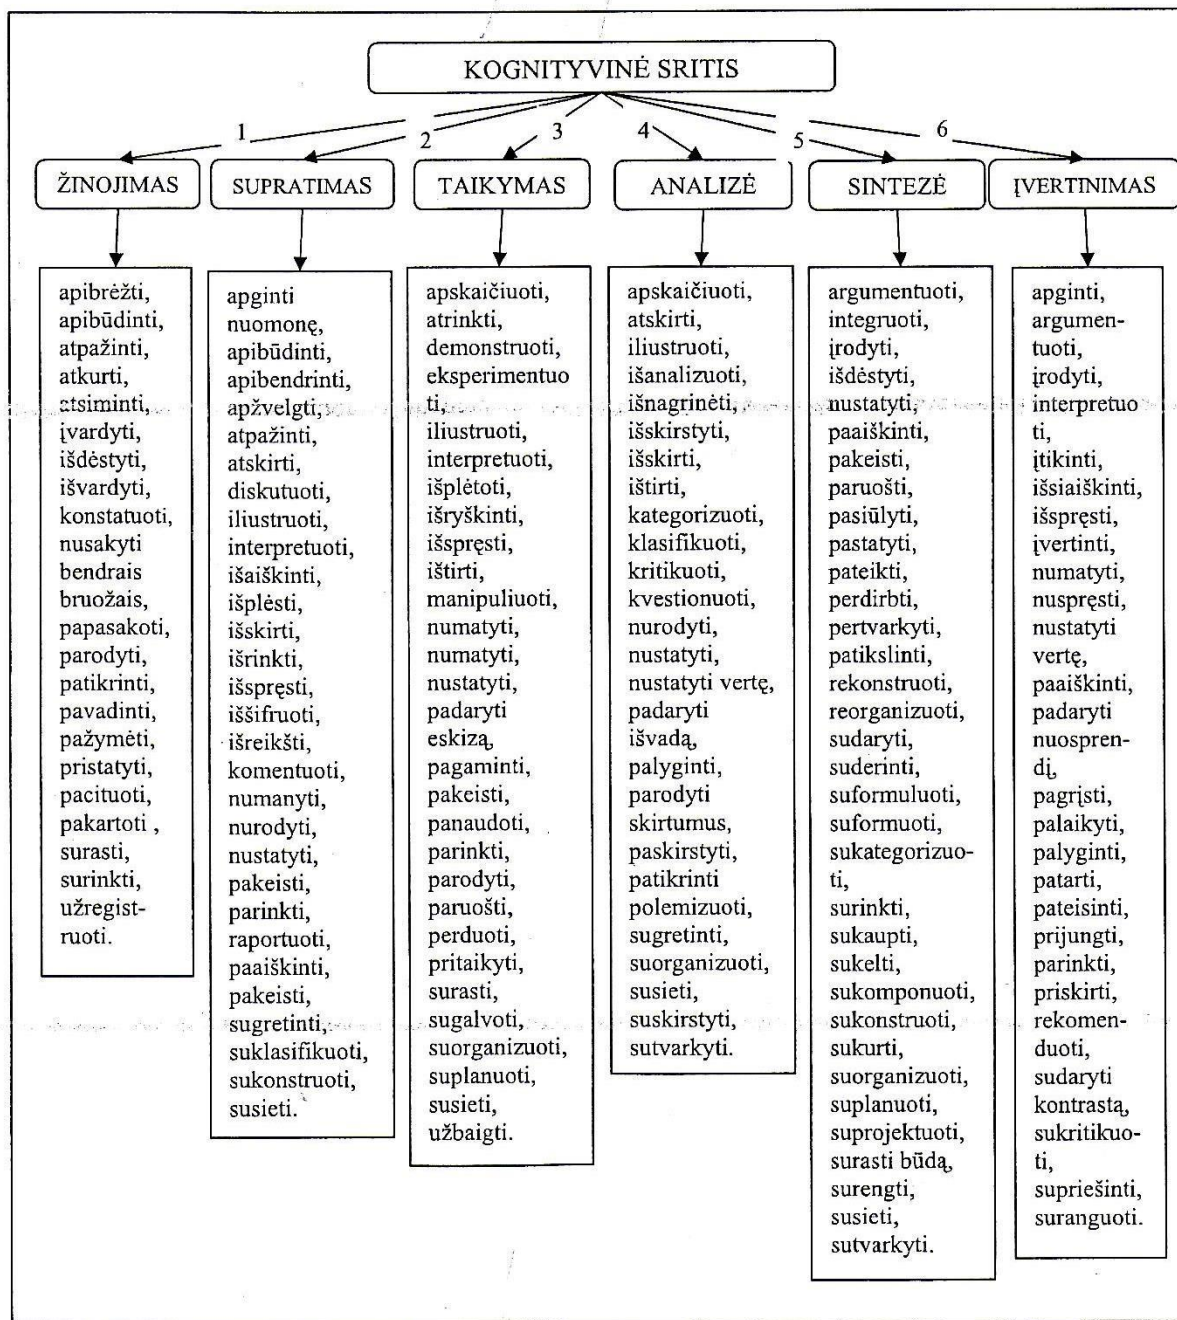 KOGNITYVINĖ SRITIS
1
2
3
4
5
6
ŽINOJIMAS
SUPRATIMAS
TAIKYMAS
ANALIZĖ
SINTEZĖ
ĮVERTINIMAS
apibrėžti,
apibūdinti,
atpažinti,
atkurti,
atsiminti,
įvardyti,
išdėstyti,
išvardyti,
konstatuoti,
nusakyti
bendrais
bruožais,
papasakoti,
parodyti,
patikrinti,
pavadinti,
pažymėti,
pristatyti,
pacituoti,
pakartoti ,
surasti,
surinkti,
užregist-
ruoti.
apginti
nuomonę,
apibūdinti,
apibendrinti,
apžvelgti,
atpažinti,
atskirti,
diskutuoti,
iliustruoti,
interpretuoti,
išaiškinti,
išplėsti,
išskirti,
išrinkti,
išspręsti,
iššifruoti,
išreikšti,
komentuoti,
numanyti,
nurodyti,
nustatyti,
pakeisti,
parinkti,
raportuoti,
paaiškinti,
pakeisti,
sugretinti,
suklasifikuoti,
sukonstruoti,
susieti.
apskaičiuoti,
atrinkti,
demonstruoti,
eksperimentuo
ti,
iliustruoti,
interpretuoti,
išplėtoti,
išryškinti,
išspręsti,
ištirti,
manipuliuoti,
numatyti,
numatyti,
nustatyti,
padaryti
eskizą,
pagaminti,
pakeisti,
panaudoti,
parinkti,
parodyti,
paruošti,
perduoti,
pritaikyti,
surasti,
sugalvoti,
suorganizuoti,
suplanuoti,
susieti,
užbaigti.
apskaičiuoti,
atskirti,
iliustruoti,
išanalizuoti,
išnagrinėti,
išskirstyti,
išskirti,
ištirti,
kategorizuoti,
klasifikuoti,
kritikuoti,
kvestionuoti,
nurodyti,
nustatyti,
nustatyti vertę,
padaryti
išvadą,
palyginti,
parodyti
skirtumus,
paskirstyti,
patikrinti
polemizuoti,
sugretinti,
suorganizuoti,
susieti,
suskirstyti,
sutvarkyti.
argumentuoti,
integruoti,
įrodyti,
išdėstyti,
nustatyti,
paaiškinti,
pakeisti,
paruošti,
pasiūlyti,
pastatyti,
pateikti,
perdirbti,
pertvarkyti,
patikslinti,
rekonstruoti,
reorganizuoti,
sudaryti,
suderinti,
suformuluoti,
suformuoti,
sukategorizuo-
ti,
surinkti,
sukaupti,
sukelti,
sukomponuoti,
sukonstruoti,
sukurti,
suorganizuoti,
suplanuoti,
suprojektuoti,
surasti būdą,
surengti,
susieti,
sutvarkyti.
apginti,
argumen-
tuoti,
įrodyti,
interpretuo
ti,
įtikinti,
išsiaiškinti,
išspręsti,
įvertinti,
numatyti,
nuspręsti,
nustatyti
vertę,
paaiškinti,
padaryti
nuospren-
dį,
pagrįsti,
palaikyti,
palyginti,
patarti,
pateisinti,
prijungti,
parinkti,
priskirti,
rekomen-
duoti,
sudaryti
kontrastą,
sukritikuo-
ti,
supriešinti,
suranguoti.